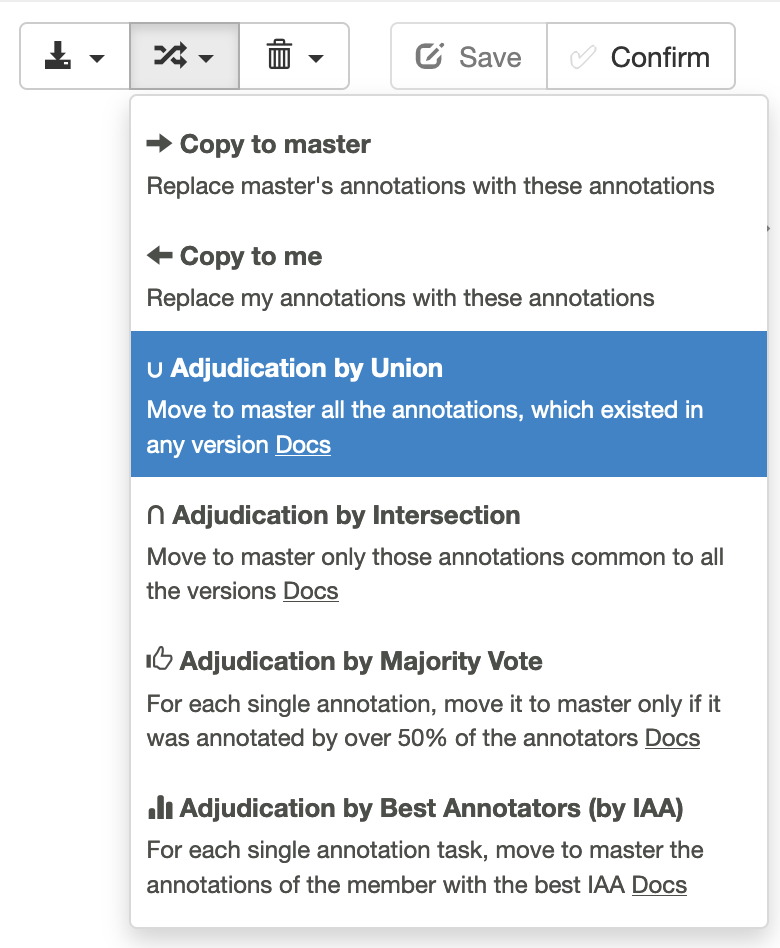 Save Confirm
Copy to master
Replace master's annotations with these annotations
Copy to me
Replace my annotations with these annotations
∪ Adjudication by Union
Move to master all the annotations, which existed in
any version Docs
∩ Adjudication by Intersection
Move to master only those annotations common to all
the versions Docs
Adjudication by Majority Vote
For each single annotation, move it to master only if it
was annotated by over 50% of the annotators Docs
Adjudication by Best Annotators (by IAA)
For each single annotation task, move to master the
annotations of the member with the best IAA Docs